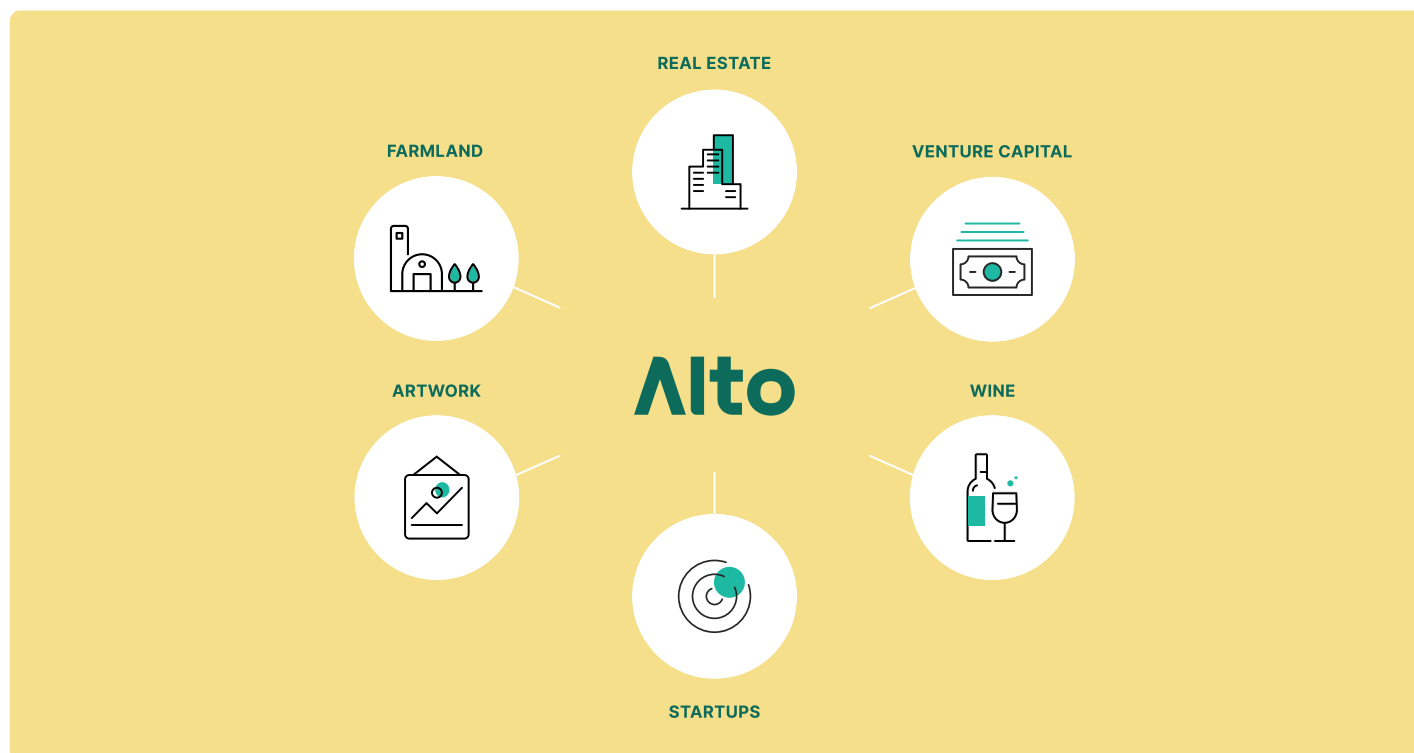 REAL ESTATE
FARMLAND
VENTURE CAPITAL
Alto
ARTWORK
WINE
STARTUPS